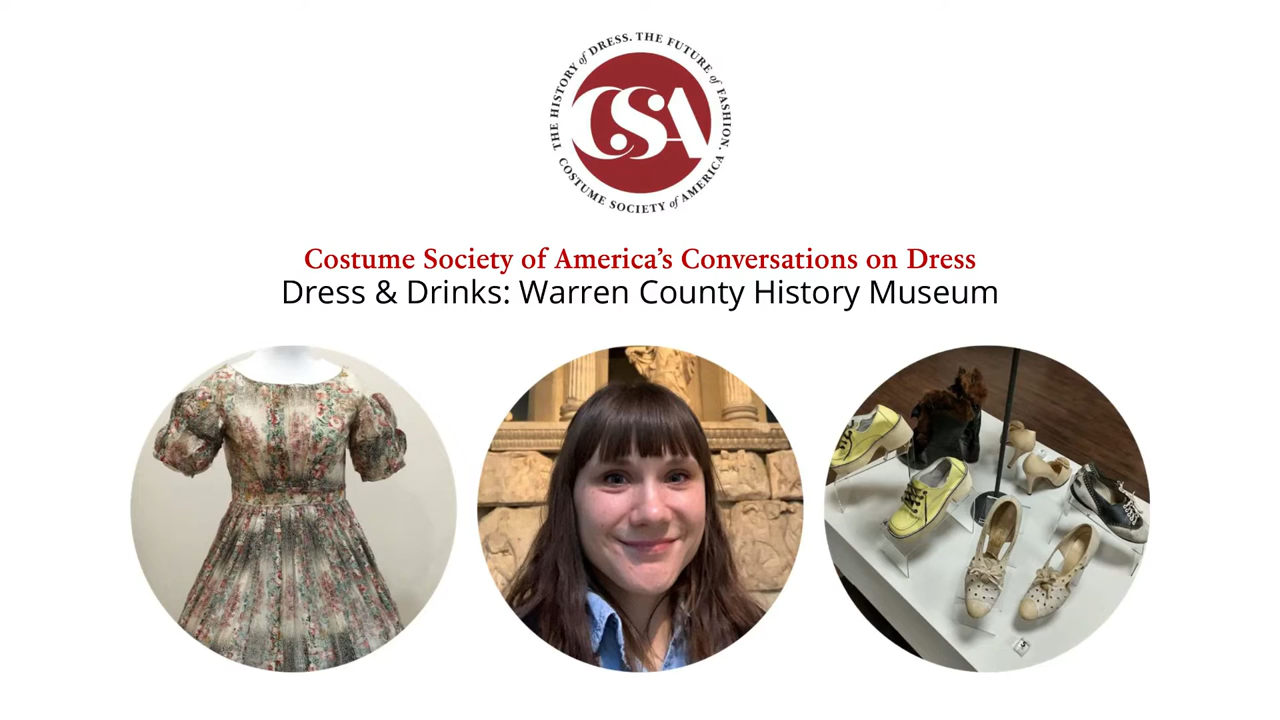 THE HISTORY of DRESS. THE FUTURE of FASHION.
CSA
COSTUME SOCIETY of AMERICA
Costume Society of America's Conversations on Dress
Dress & Drinks: Warren County History Museum